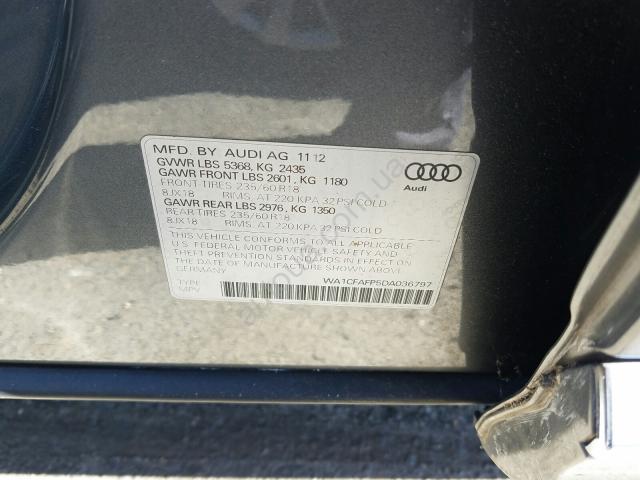 MFD. BY AUDI AG 11 12
GVWR LBS 5368, KG 2435
GAWR FRONT LBS 2601, KG 1180
FRONT TIRES 235/60 R18
8JX18 RIMS, AT 220 KPA 32 PSI COLD
GAWR REAR LBS 2976, KG 1350
REAR TIRES 235/60 R18
8JX18 RIMS, AT 220 KPA 32 PSI COLD
THIS VEHICLE CONFORMS TO ALL APPLICABLE
U.S. FEDERAL MOTOR VEHICLE SAFETY AND
THEFT PREVENTION STANDARDS IN EFFECT ON
THE DATE OF MANUFACTURE SHOWN ABOVE.
TYPE
MPV
WA1CFAFP5DA036797
Audi